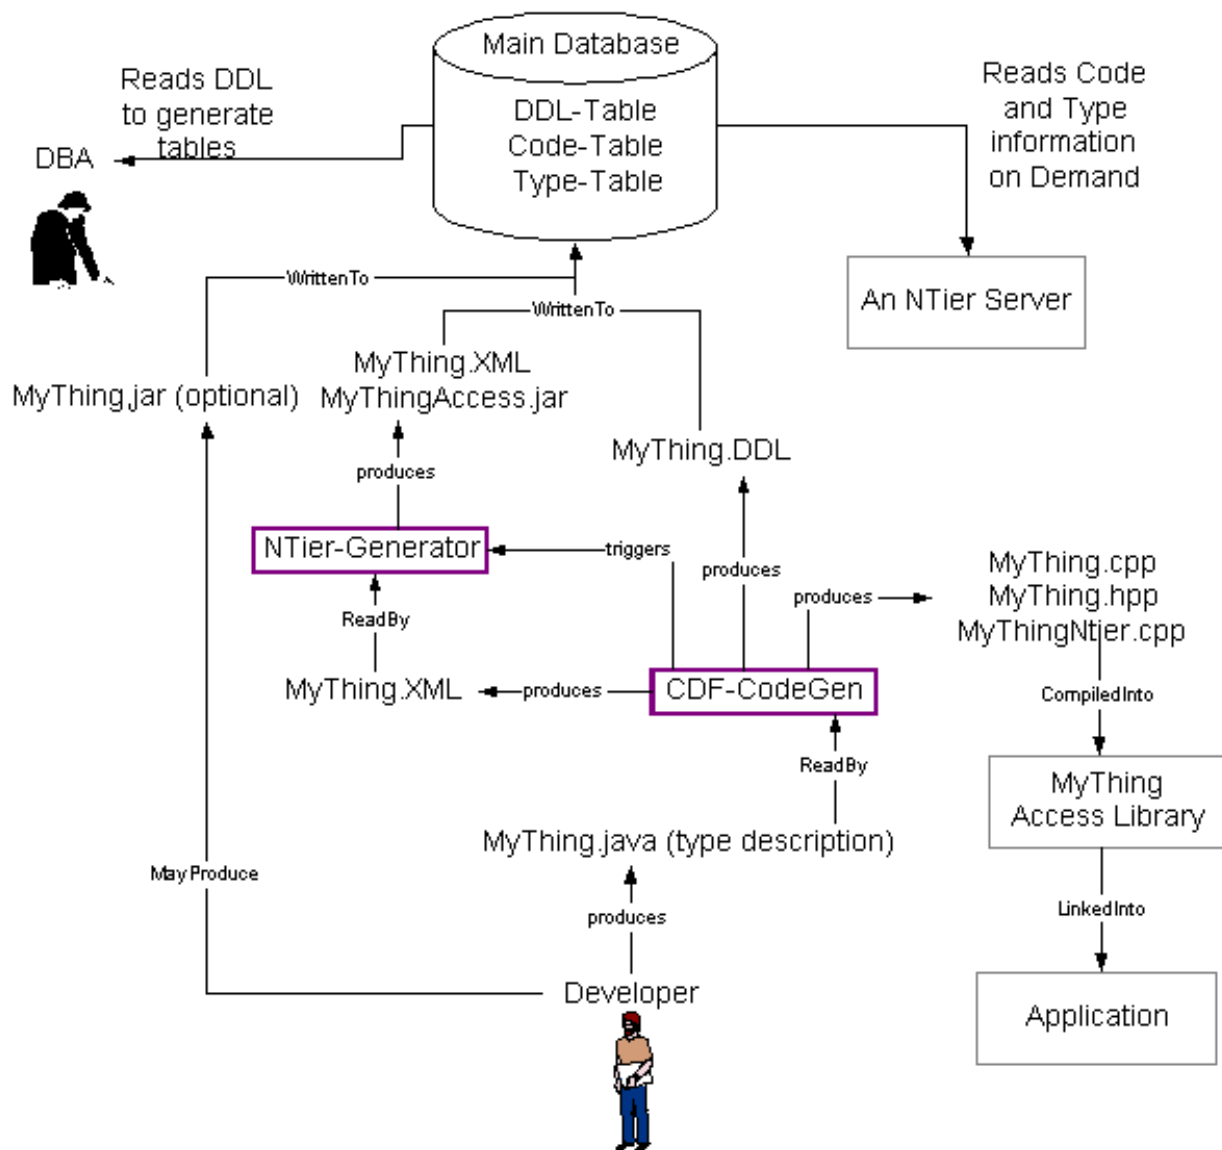 Main Database
DDL-Table
Code-Table
Type-Table
Reads DDL
to generate
tables
DBA
Reads Code
and Type
information
on Demand
An NTier Server
WrittenTo
WrittenTo
MyThing.jar (optional)
MyThing.XML
MyThingAccess.jar
MyThing.DDL
produces
NTier-Generator
triggers
produces
produces
MyThing.cpp
MyThing.hpp
MyThingNtier.cpp
ReadBy
MyThing.XML
produces
CDF-CodeGen
CompiledInto
ReadBy
MyThing
Access Library
MyThing.java (type description)
MayProduce
produces
LinkedInto
Developer
Application